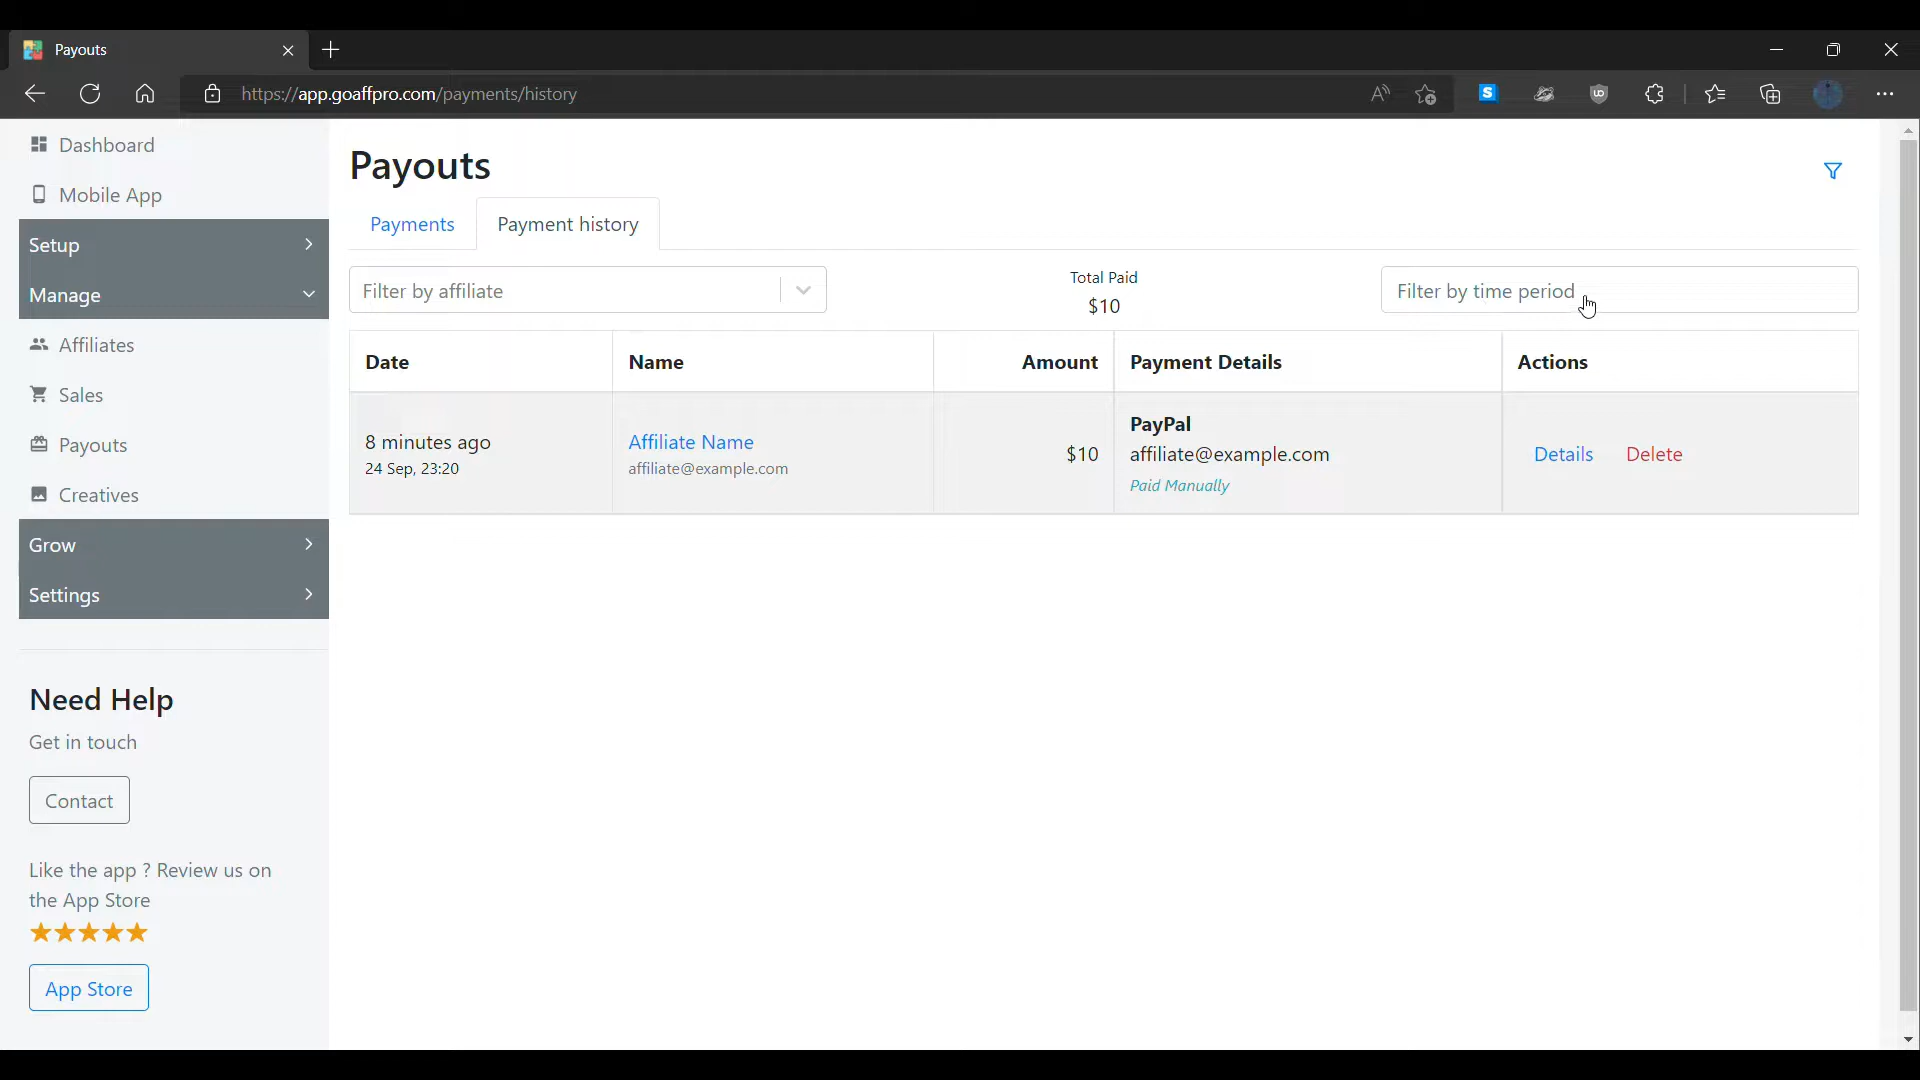 Payouts
https://app.goaffpro.com/payments/history
Dashboard
Mobile App
Setup
Manage
Affiliates
Sales
Payouts
Creatives
Grow
Settings
Need Help
Get in touch
Contact
Like the app ? Review us on
the App Store
App Store
Payouts
Payments
Payment history
Filter by affiliate
Total Paid
$10
Filter by time period
Date
Name
Amount
Payment Details
Actions
8 minutes ago
24 Sep, 23:20
Affiliate Name
affiliate@example.com
$10
PayPal
affiliate@example.com
Paid Manually
Details
Delete